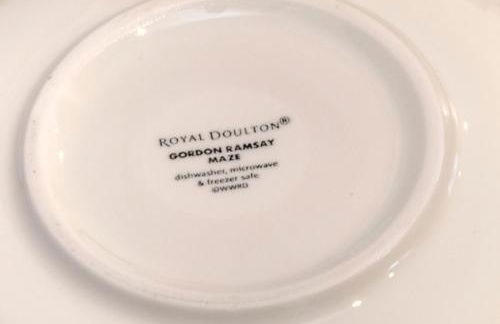 ROYAL DOULTON®
GORDON RAMSAY
MAZE
dishwasher, microwave
& freezer safe
©WWRD